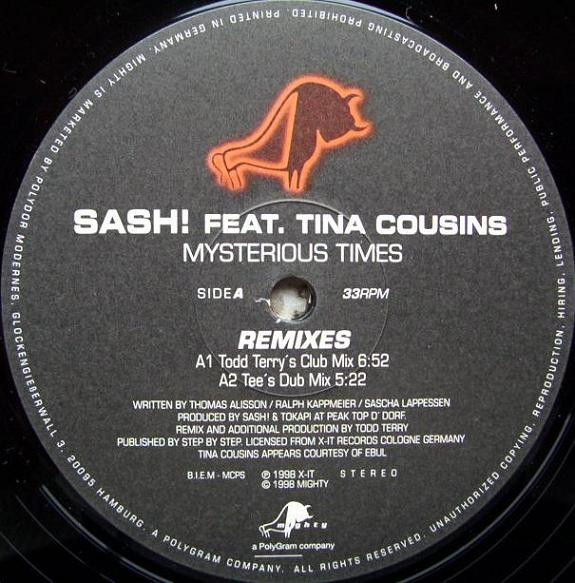 SASH! FEAT. TINA COUSINS
MYSTERIOUS TIMES
SIDE A 33RPM
REMIXES
A1 Todd Terry´s Club Mix 6:52
A2 Tee´s Dub Mix 5:22
WRITTEN BY THOMAS ALISSON / RALPH KAPPMEIER / SASCHA LAPPESSEN
PRODUCED BY SASH! & TOKAPI AT PEAK TOP D´ DORF.
REMIX AND ADDITIONAL PRODUCTION BY TODD TERRY
PUBLISHED BY STEP BY STEP. LICENSED FROM X-IT RECORDS COLOGNE GERMANY
TINA COUSINS APPEARS COURTESY OF EBUL
B.I.E.M - MCPS ℗ 1998 X-IT STEREO
© 1998 MIGHTY
mighty
a PolyGram company
MIGHTY IS MARKETED BY POLYDOR MODERNES, GLOCKENGIEßERWALL 3, 20095 HAMBURG. A POLYGRAM COMPANY. ALL RIGHTS RESERVED. UNAUTHORIZED COPYING, REPRODUCTION, HIRING, LENDING, PUBLIC PERFORMANCE AND BROADCASTING PROHIBITED. PRINTED IN GERMANY.